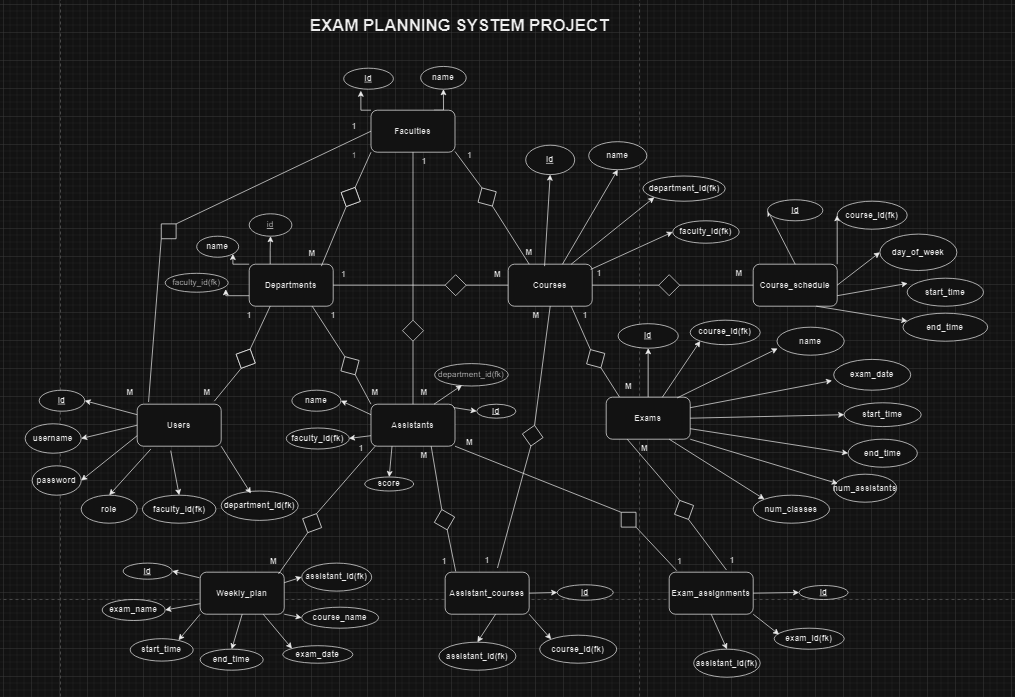 EXAM PLANNING SYSTEM PROJECT
id
name
Faculties
1
1
1
1
id
name
department_id(fk)
faculty_id(fk)
id
course_id(fk)
day_of_week
start_time
end_time
id
name
faculty_id(fk)
M
M
Departments
1
M
Courses
1
M
Course_schedule
1
1
M
1
id
course_id(fk)
name
exam_date
start_time
end_time
num_assistants
num_classes
M
Exams
M
department_id(fk)
id
name
faculty_id(fk)
score
M
M
Assistants
1
M
M
M
id
username
password
role
faculty_id(fk)
department_id(fk)
Users
M
1
1
1
id
exam_name
start_time
end_time
exam_date
course_name
assistant_id(fk)
Weekly_plan
Assistant_courses
id
assistant_id(fk)
course_id(fk)
Exam_assignments
id
assistant_id(fk)
exam_id(fk)